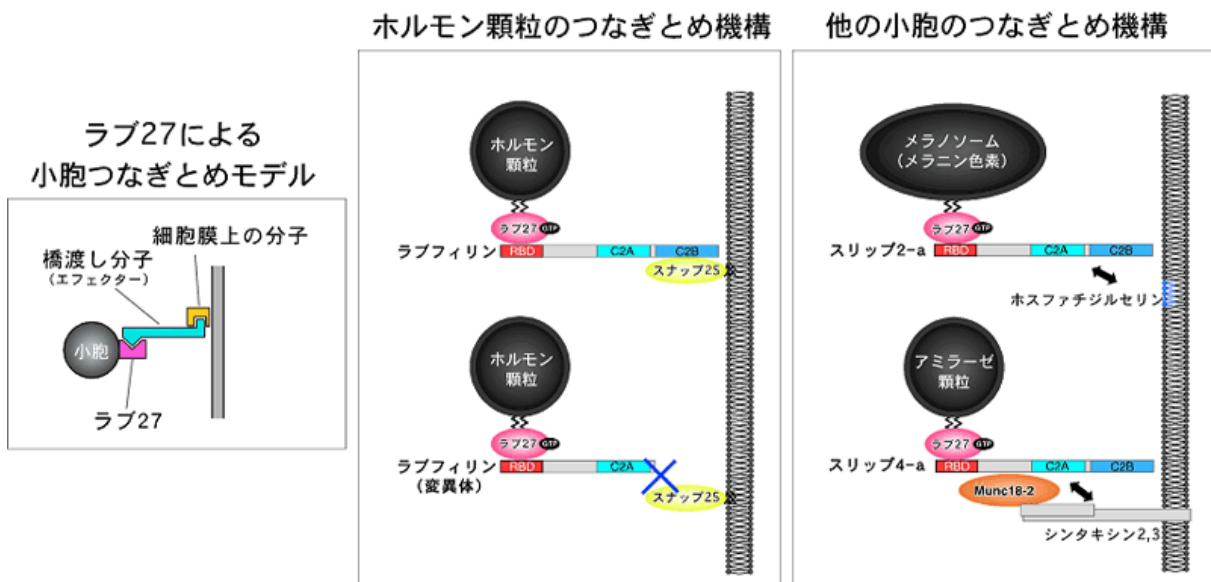 ラブ27による
小胞つなぎとめモデル
細胞膜上の分子
橋渡し分子
(エフェクター)
小胞
ラブ27
ホルモン顆粒のつなぎとめ機構
ホルモン
顆粒
ラブ27 GTP
ラブフィリン
RBD C2A C2B
スナップ25
ホルモン
顆粒
ラブ27 GTP
ラブフィリン
(変異体)
RBD C2A
スナップ25
他の小胞のつなぎとめ機構
メラノソーム
(メラニン色素)
ラブ27 GTP
スリップ2-a
RBD C2A C2B
ホスファチジルセリン
アミラーゼ
顆粒
ラブ27 GTP
スリップ4-a
RBD C2A C2B
Munc18-2
シンタキシン2,3